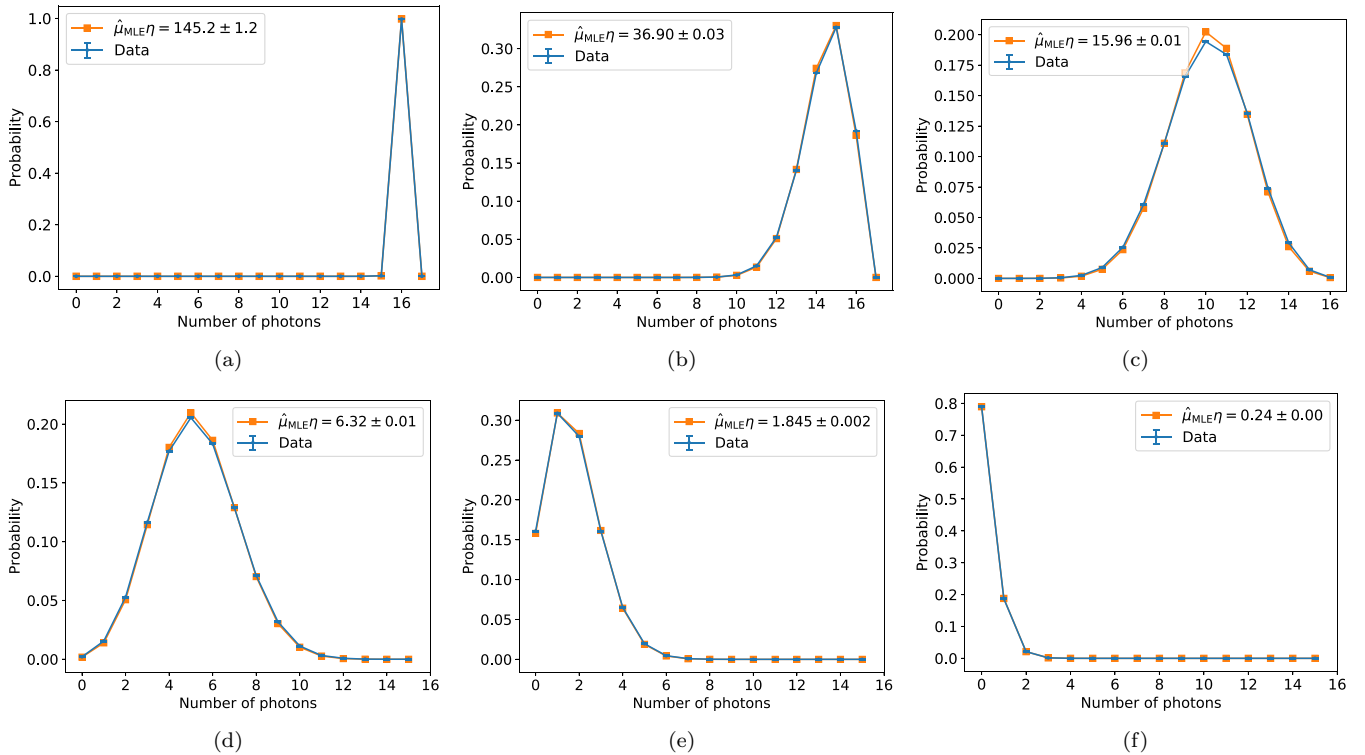 1.0
0.8
0.6
0.4
0.2
0.0
Probability
μ̂_MLE η = 145.2 ± 1.2
Data
0 2 4 6 8 10 12 14 16
Number of photons
(a)
0.30
0.25
0.20
0.15
0.10
0.05
0.00
Probability
μ̂_MLE η = 36.90 ± 0.03
Data
0 2 4 6 8 10 12 14 16
Number of photons
(b)
0.200
0.175
0.150
0.125
0.100
0.075
0.050
0.025
0.000
Probability
μ̂_MLE η = 15.96 ± 0.01
Data
0 2 4 6 8 10 12 14 16
Number of photons
(c)
0.20
0.15
0.10
0.05
0.00
Probability
μ̂_MLE η = 6.32 ± 0.01
Data
0 2 4 6 8 10 12 14 16
Number of photons
(d)
0.30
0.25
0.20
0.15
0.10
0.05
0.00
Probability
μ̂_MLE η = 1.845 ± 0.002
Data
0 2 4 6 8 10 12 14 16
Number of photons
(e)
0.8
0.7
0.6
0.5
0.4
0.3
0.2
0.1
0.0
Probability
μ̂_MLE η = 0.24 ± 0.00
Data
0 2 4 6 8 10 12 14 16
Number of photons
(f)